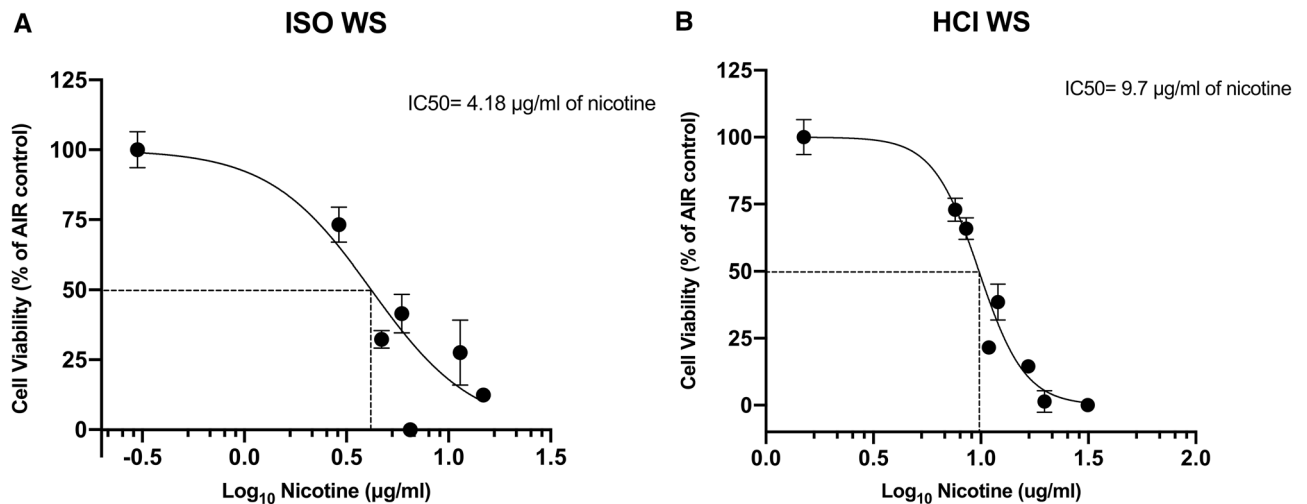 A
ISO WS
IC50= 4.18 µg/ml of nicotine
Cell Viability (% of AIR control)
125
100
75
50
25
0
-0.5
0.0
0.5
1.0
1.5
Log10 Nicotine (µg/ml)
B
HCI WS
IC50= 9.7 µg/ml of nicotine
Cell Viability (% of AIR control)
125
100
75
50
25
0
0.0
0.5
1.0
1.5
2.0
Log10 Nicotine (ug/ml)